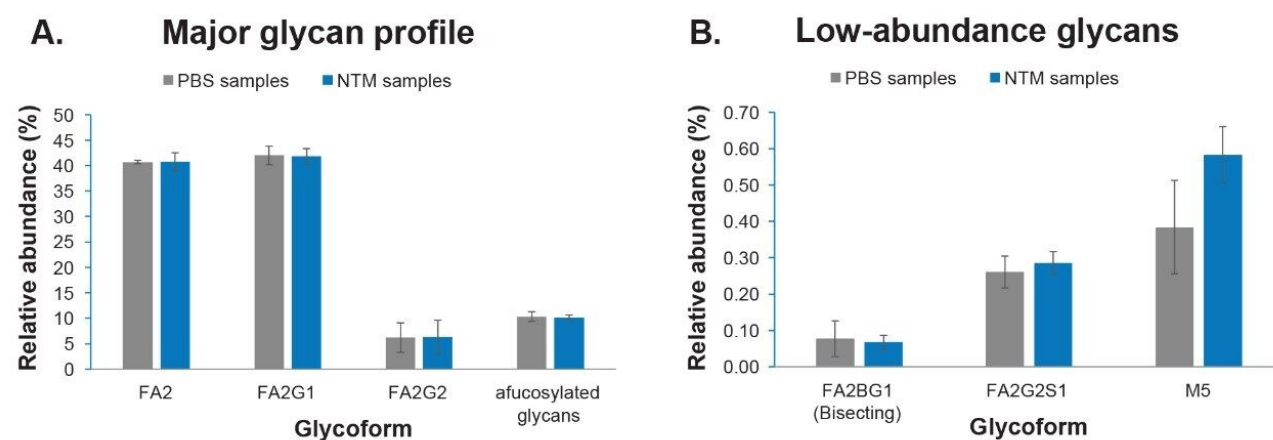 A. Major glycan profile
PBS samples NTM samples
Relative abundance (%)
50
45
40
35
30
25
20
15
10
5
0
FA2 FA2G1 FA2G2 afucosylated
glycans
Glycoform
B. Low-abundance glycans
PBS samples NTM samples
Relative abundance (%)
0.70
0.60
0.50
0.40
0.30
0.20
0.10
0.00
FA2BG1 FA2G2S1 M5
(Bisecting)
Glycoform